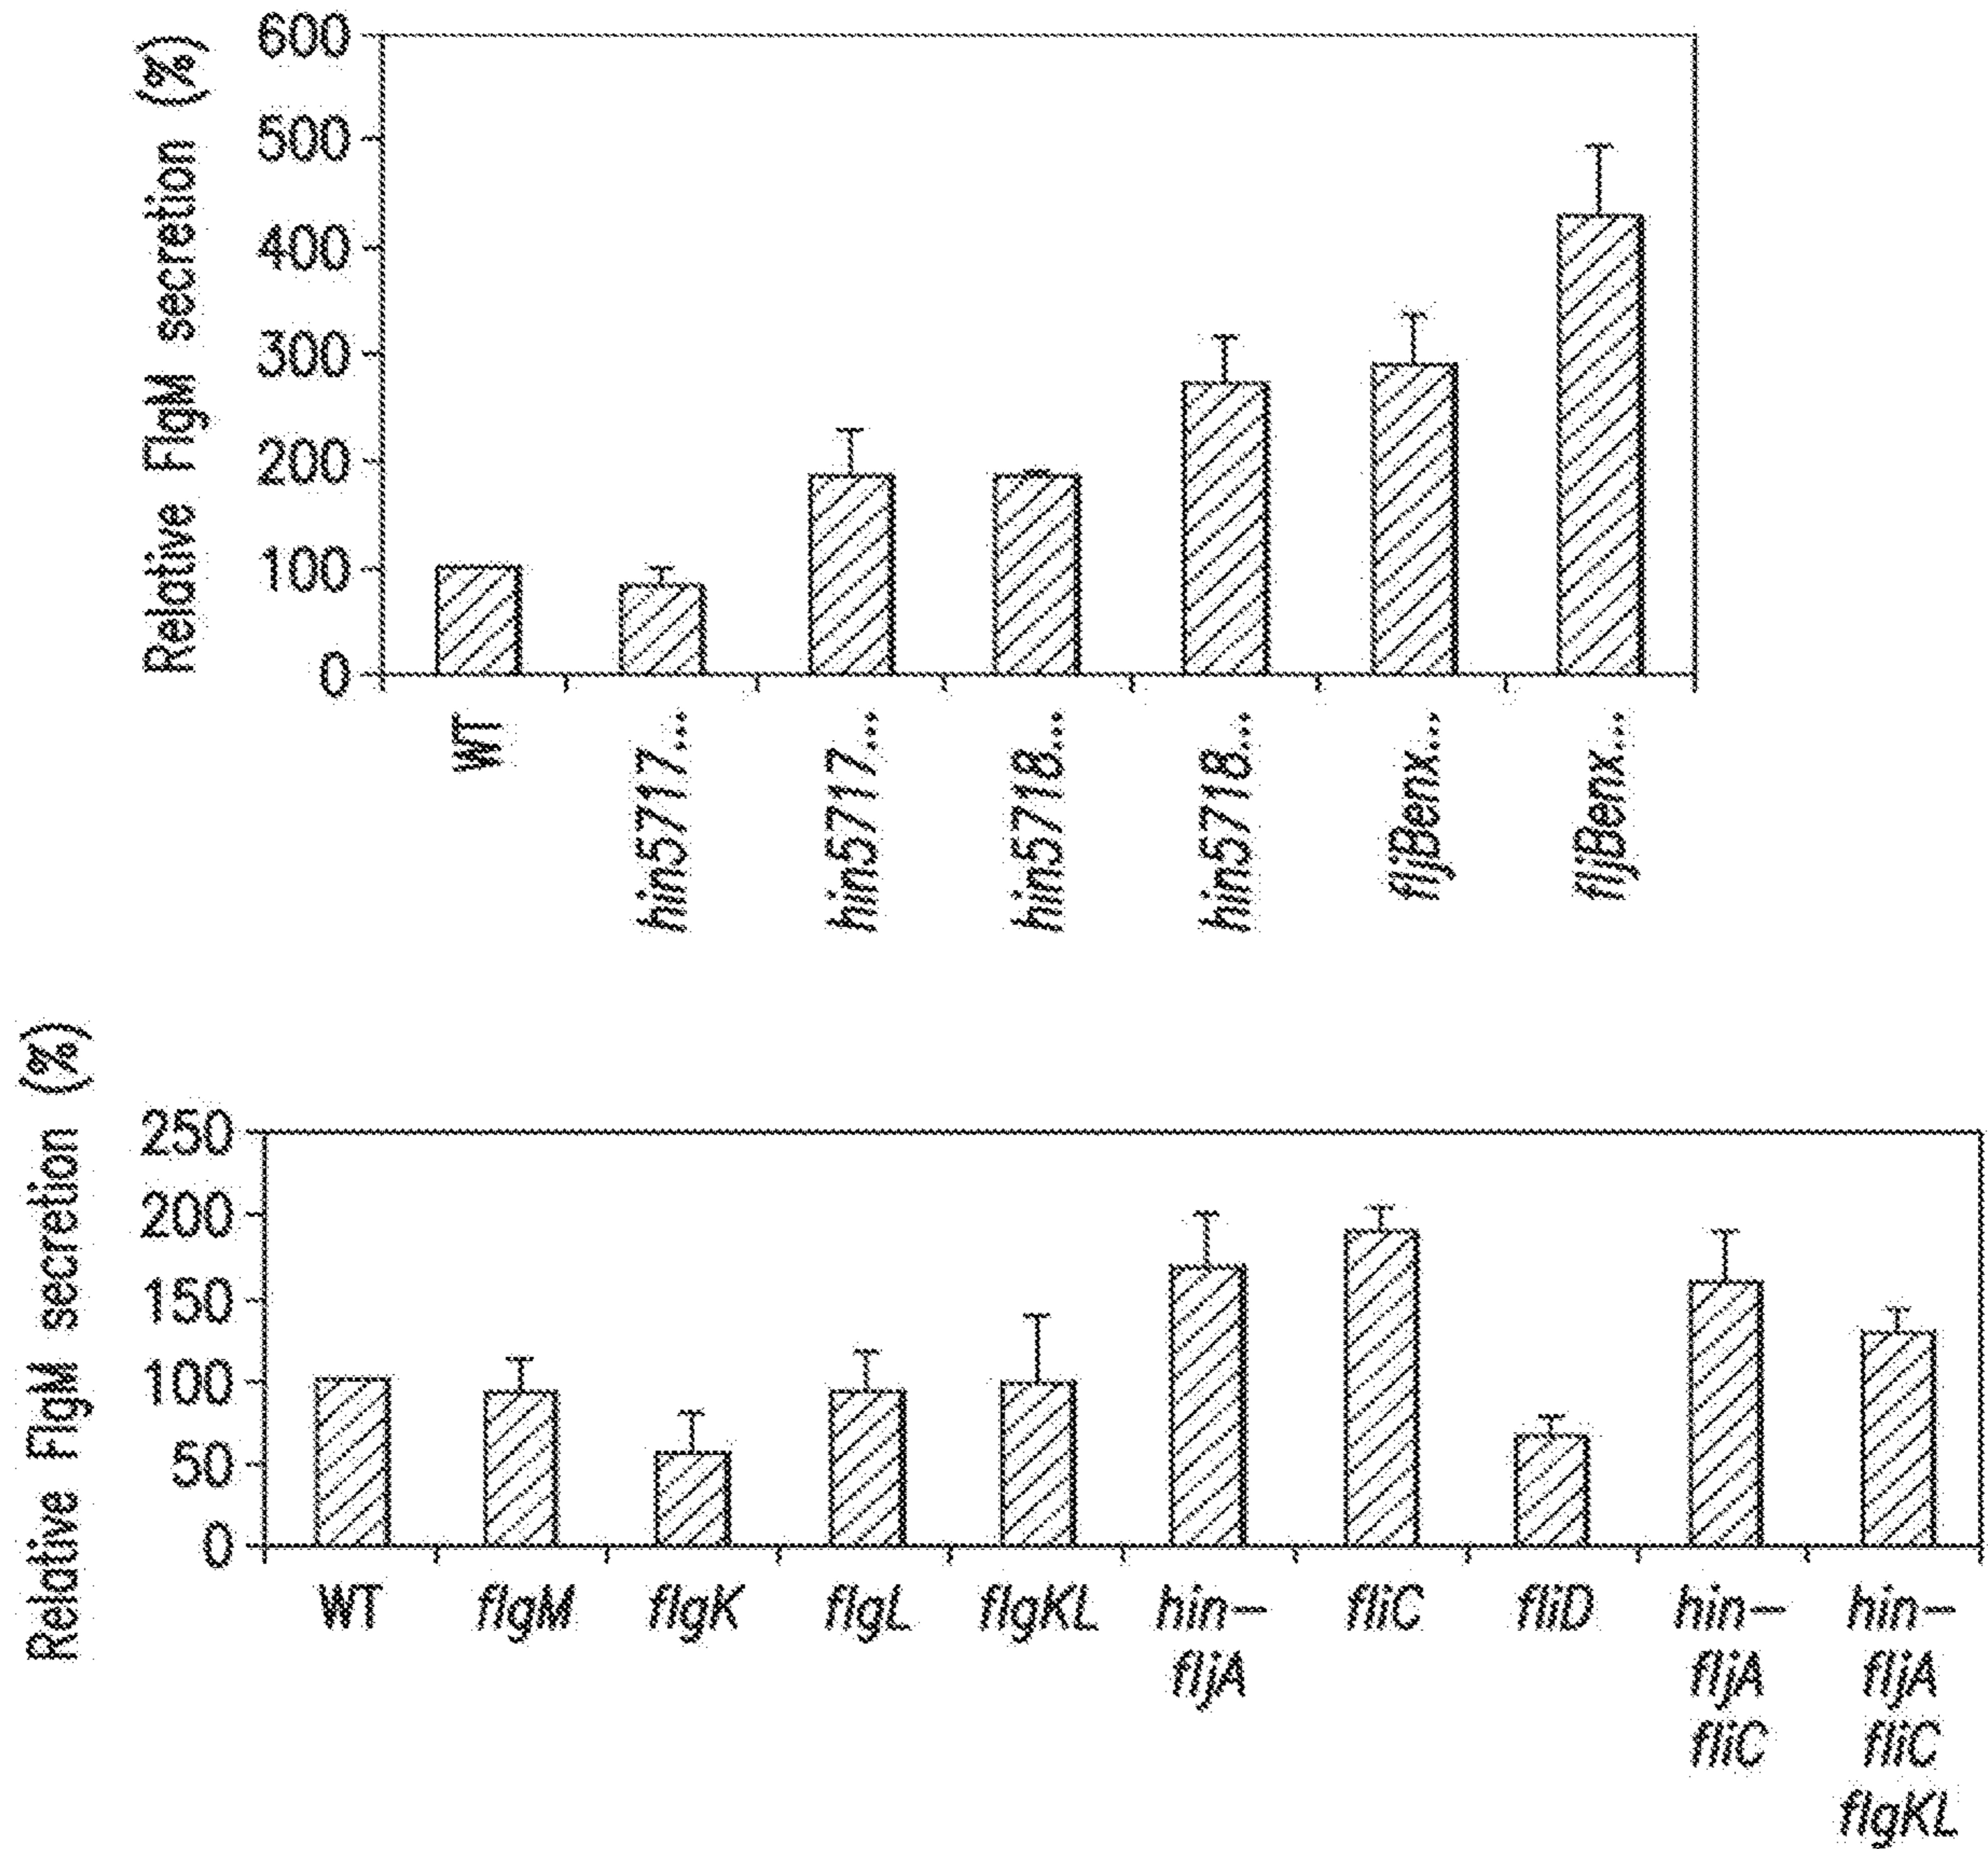 Relative FlgM secretion (%)
600
500
400
300
200
100
0
WT
hin5717...
hin5717...
hin5718...
hin5718...
fljBenx...
fljBenx...
Relative FlgM secretion (%)
250
200
150
100
50
0
WT flgM flgK flgL flgKL hin– fliC fliD hin– hin–
fljA fljA fljA
fliC fliC
flgKL